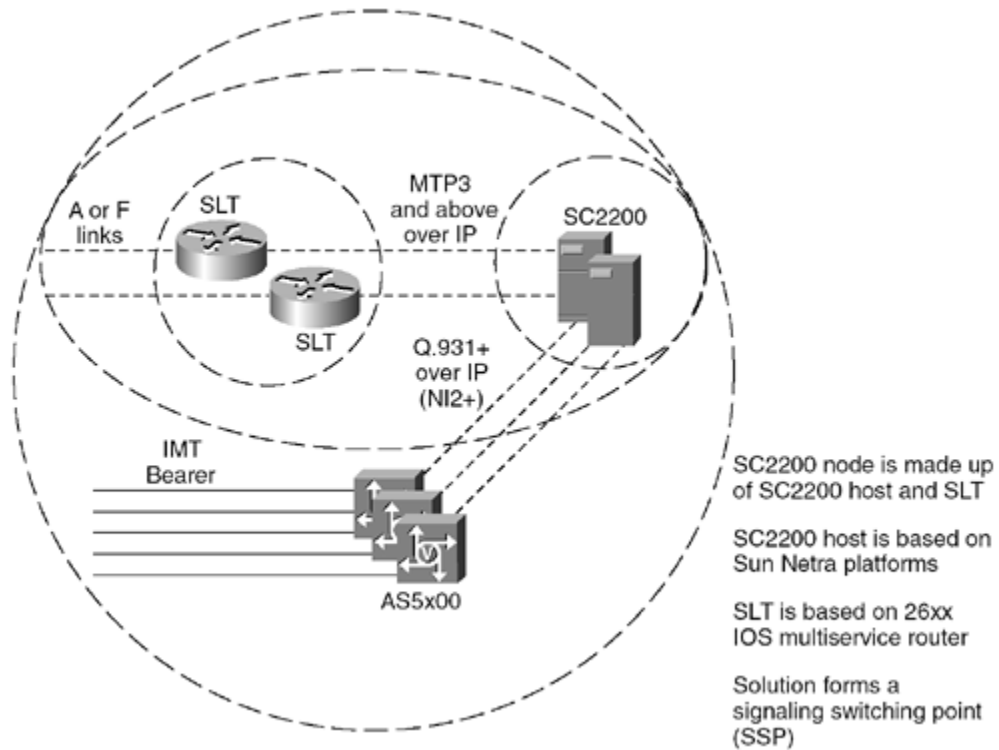 A or F
links
SLT
SLT
MTP3
and above
over IP
SC2200
Q.931+
over IP
(NI2+)
IMT
Bearer
V
AS5x00
SC2200 node is made up
of SC2200 host and SLT
SC2200 host is based on
Sun Netra platforms
SLT is based on 26xx
IOS multiservice router
Solution forms a
signaling switching point
(SSP)